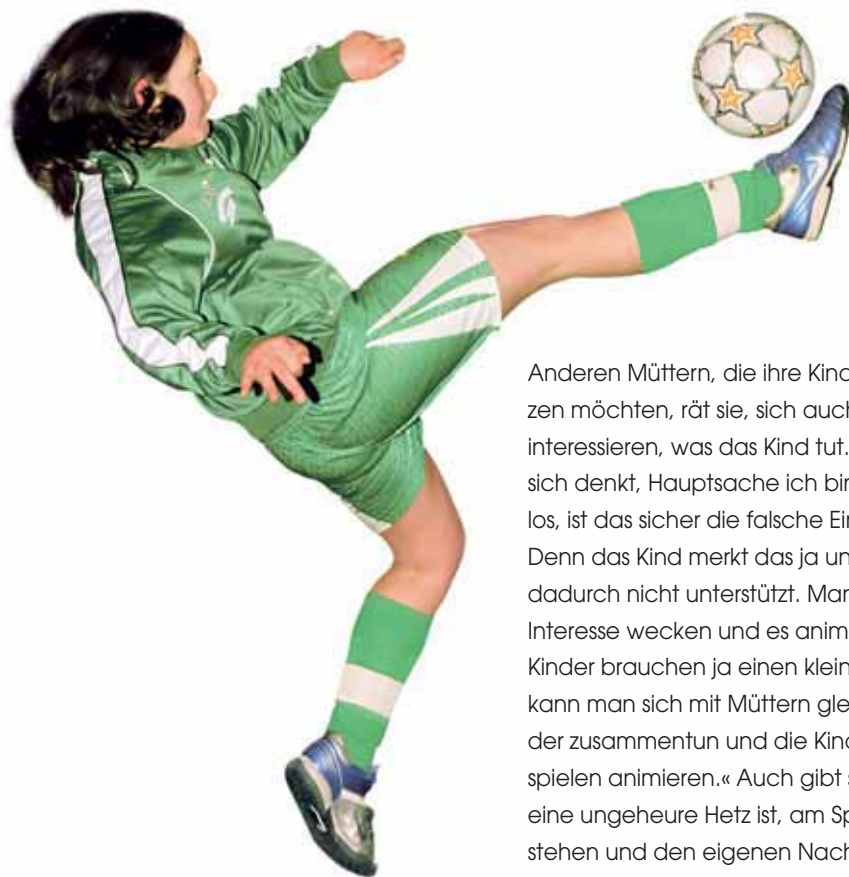 Anderen Müttern, die ihre Kind
zen möchten, rät sie, sich auch
interessieren, was das Kind tut.
sich denkt, Hauptsache ich bin
los, ist das sicher die falsche Ein
Denn das Kind merkt das ja un
dadurch nicht unterstützt. Man
Interesse wecken und es anim
Kinder brauchen ja einen klein
kann man sich mit Müttern glei
der zusammentun und die Kind
spielen animieren.« Auch gibt s
eine ungeheure Hetz ist, am Sp
stehen und den eigenen Nach